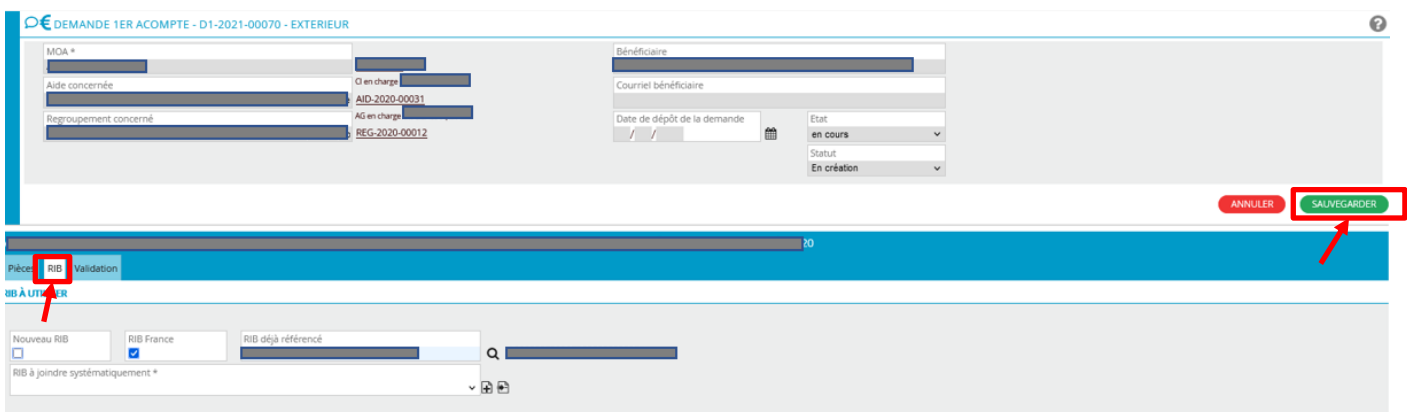 DEMANDE 1ER ACOMPTE - D1-2021-00070 - EXTERIEUR
MOA *
Bénéficiaire
Aide concernée
CI en charge
AID-2020-00031
Courriel bénéficiaire
Regroupement concerné
AG en charge
REG-2020-00012
Date de dépôt de la demande
/ /
Etat
en cours
Statut
En création
ANNULER
SAUVEGARDER
20
Pièces
RIB
Validation
RIB À UTILISER
Nouveau RIB
RIB France
RIB déjà référencé
RIB à joindre systématiquement *